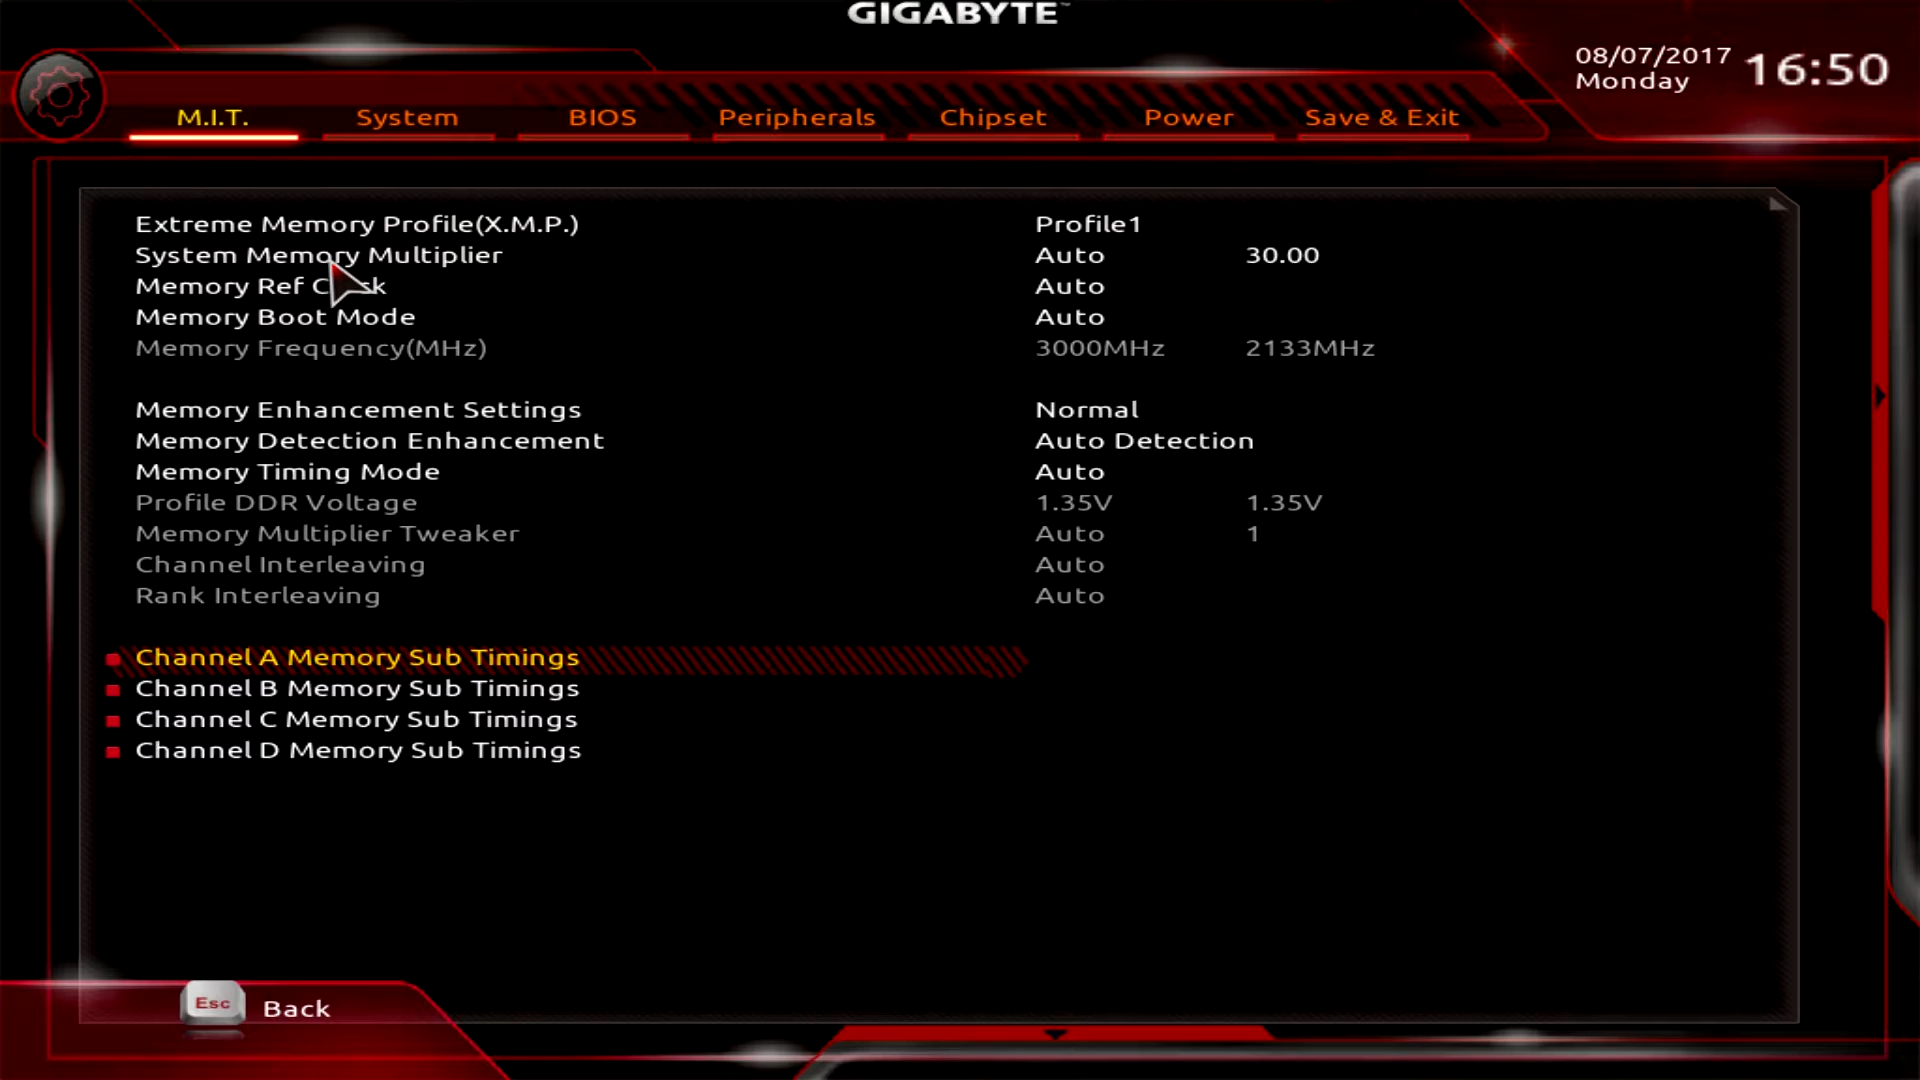 GIGABYTE™
08/07/2017
Monday
16:50
M.I.T. System BIOS Peripherals Chipset Power Save & Exit
Extreme Memory Profile(X.M.P.) Profile1
System Memory Multiplier Auto 30.00
Memory Ref Auto
Memory Boot Mode Auto
Memory Frequency(MHz) 3000MHz 2133MHz
Memory Enhancement Settings Normal
Memory Detection Enhancement Auto Detection
Memory Timing Mode Auto
Profile DDR Voltage 1.35V 1.35V
Memory Multiplier Tweaker Auto 1
Channel Interleaving Auto
Rank Interleaving Auto
Channel A Memory Sub Timings
Channel B Memory Sub Timings
Channel C Memory Sub Timings
Channel D Memory Sub Timings
Esc Back